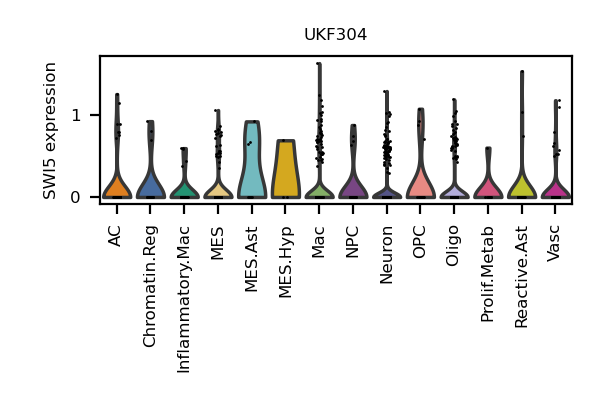 UKF304
SWI5 expression
1
0
AC
Chromatin.Reg
Inflammatory.Mac
MES
MES.Ast
MES.Hyp
Mac
NPC
Neuron
OPC
Oligo
Prolif.Metab
Reactive.Ast
Vasc